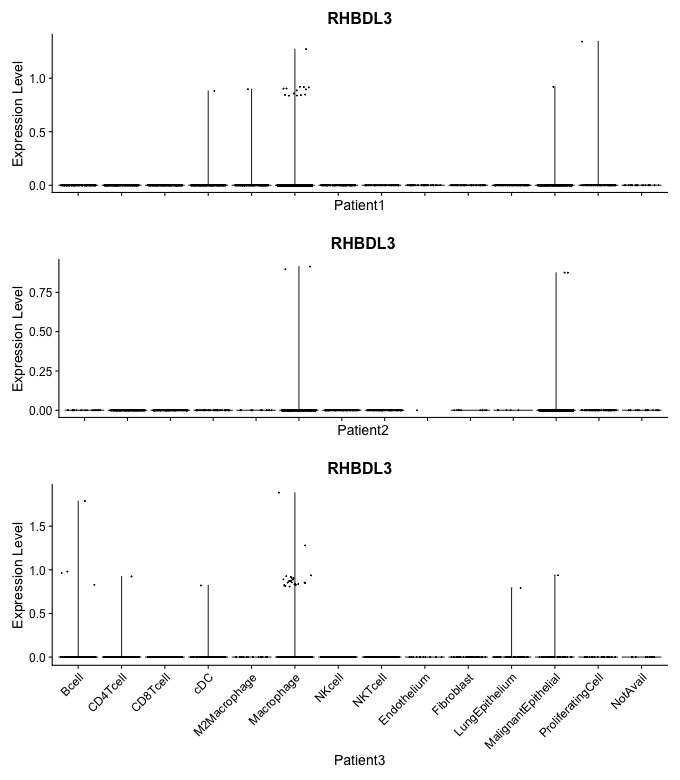 RHBDL3
Expression Level
1.0
0.5
0.0
Patient1
RHBDL3
Expression Level
0.75
0.50
0.25
0.00
Patient2
RHBDL3
Expression Level
1.5
1.0
0.5
0.0
Bcell
CD4Tcell
CD8Tcell
cDC
M2Macrophage
Macrophage
NKcell
NKTcell
Endothelium
Fibroblast
LungEpithelium
MalignantEpithelial
ProliferatingCell
NotAvail
Patient3